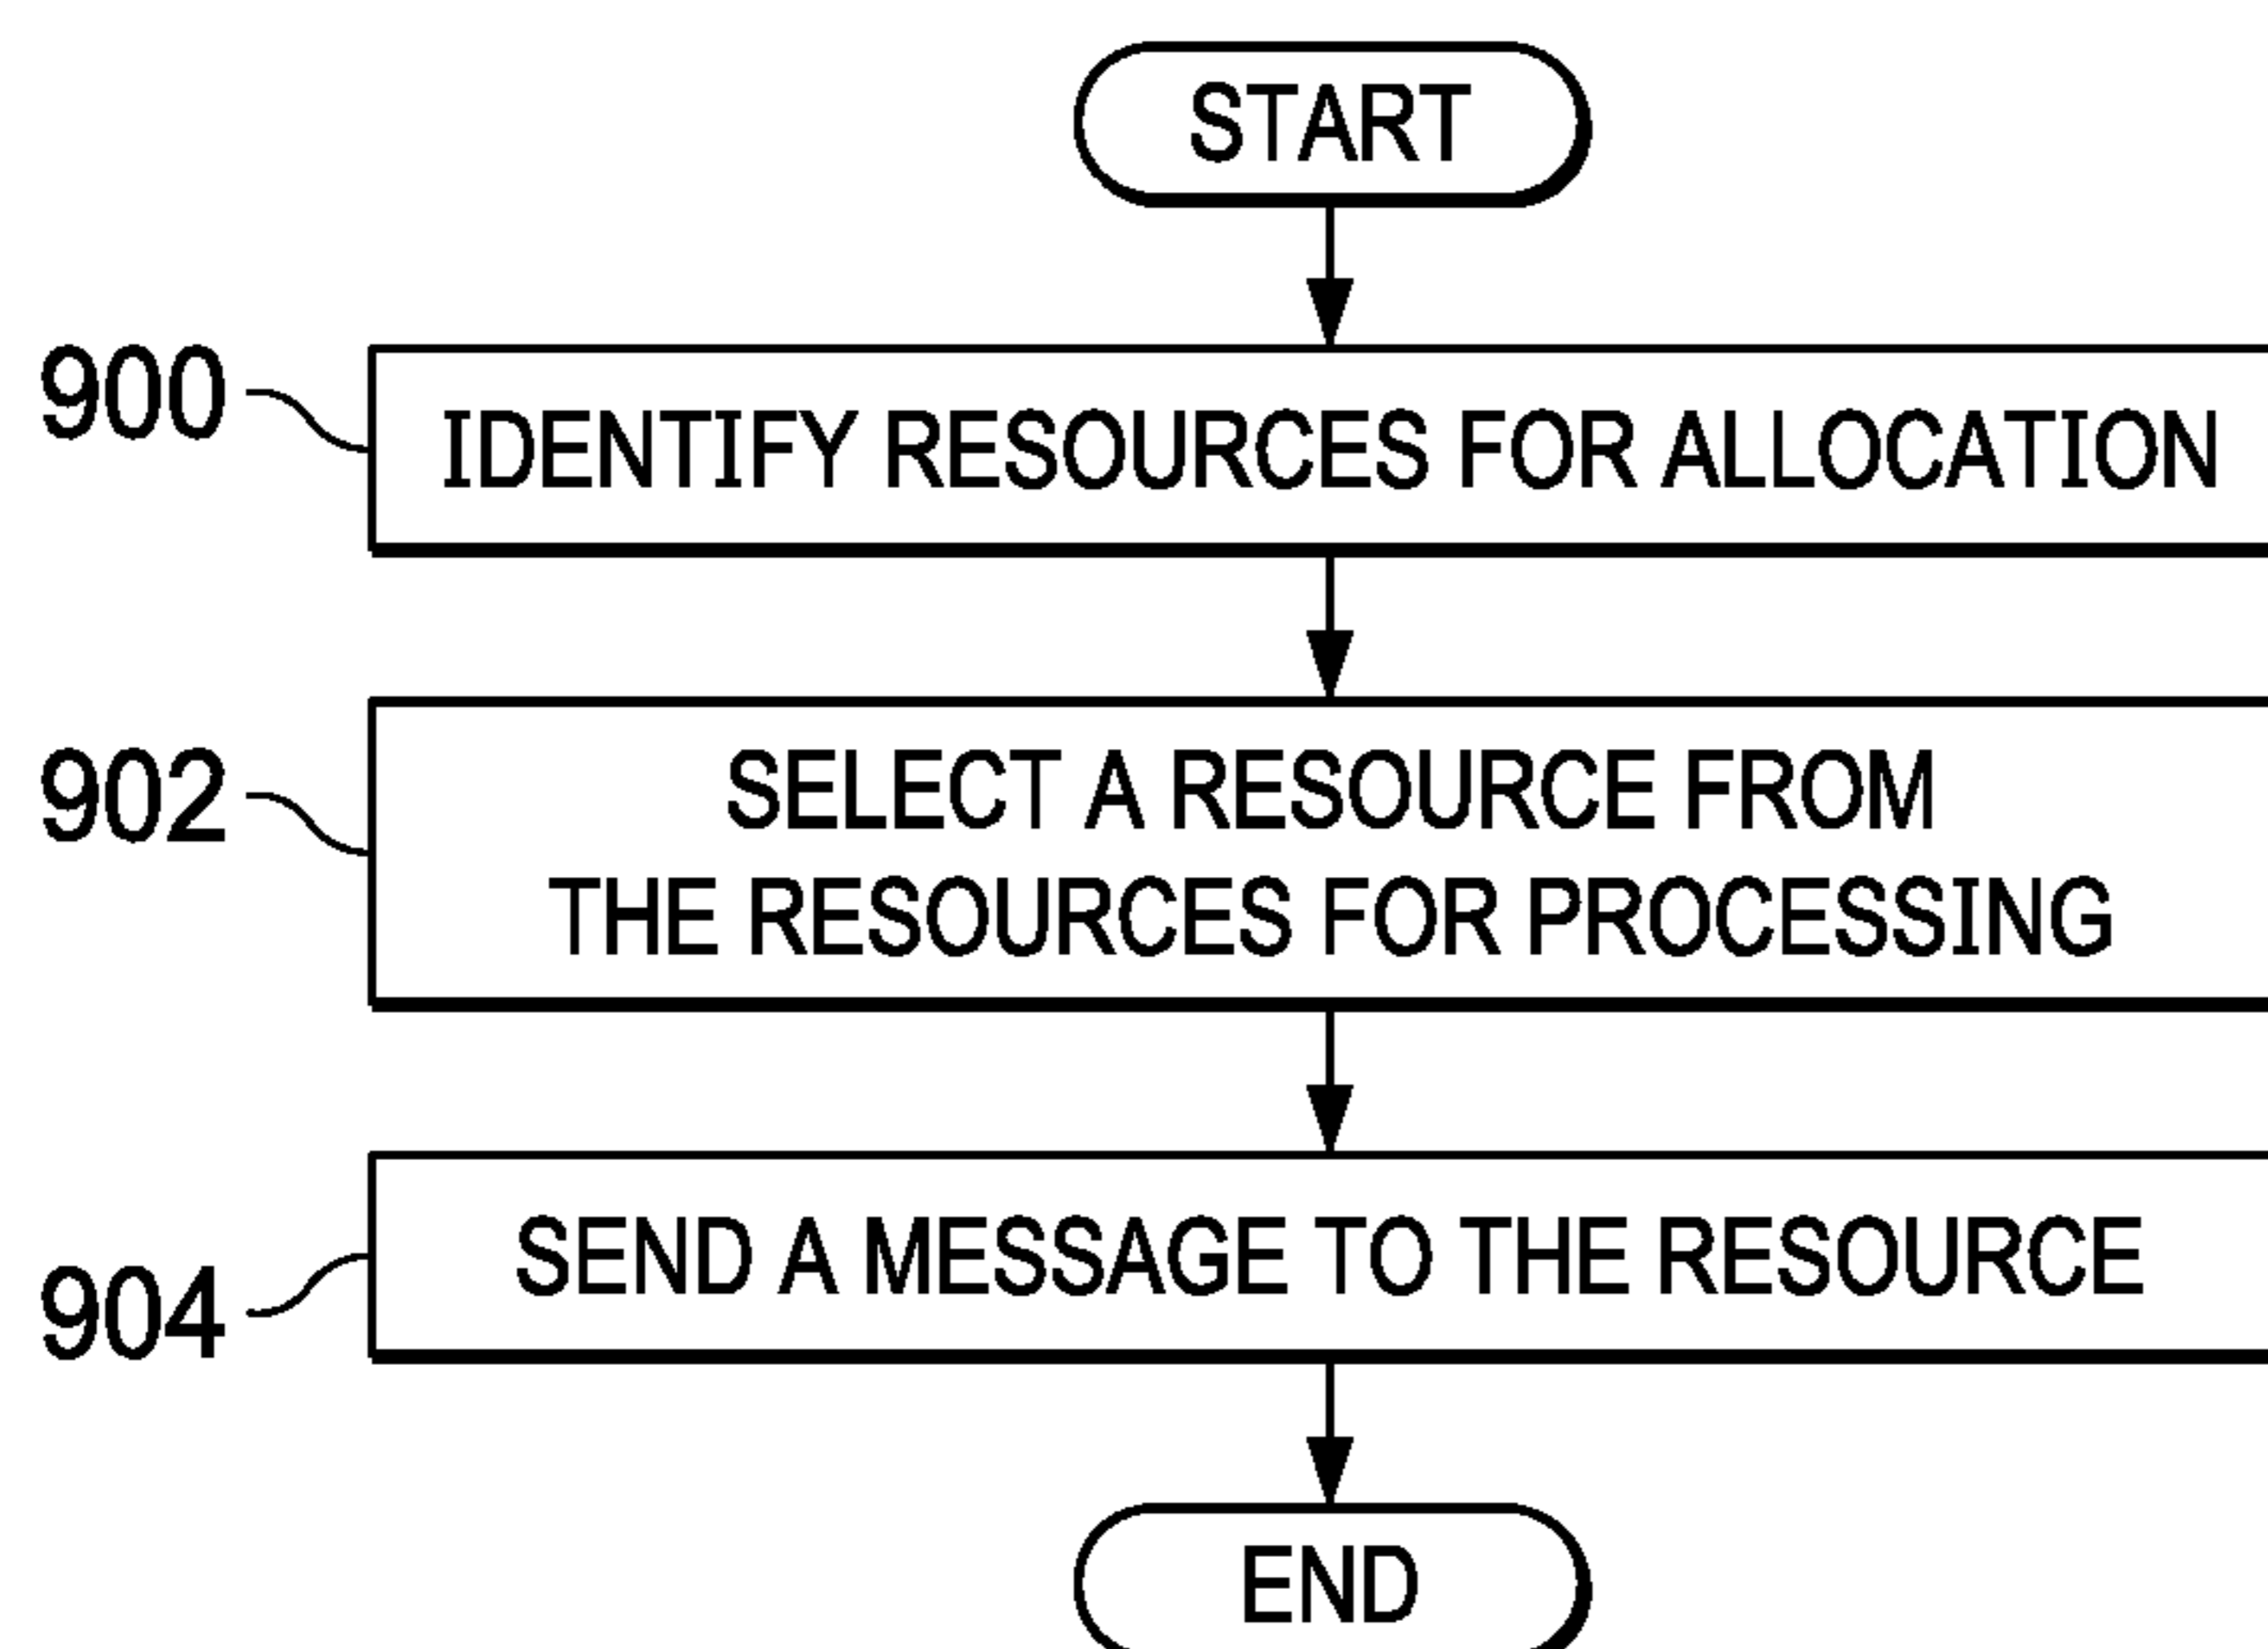 START
900
IDENTIFY RESOURCES FOR ALLOCATION
902
SELECT A RESOURCE FROM
THE RESOURCES FOR PROCESSING
904
SEND A MESSAGE TO THE RESOURCE
END